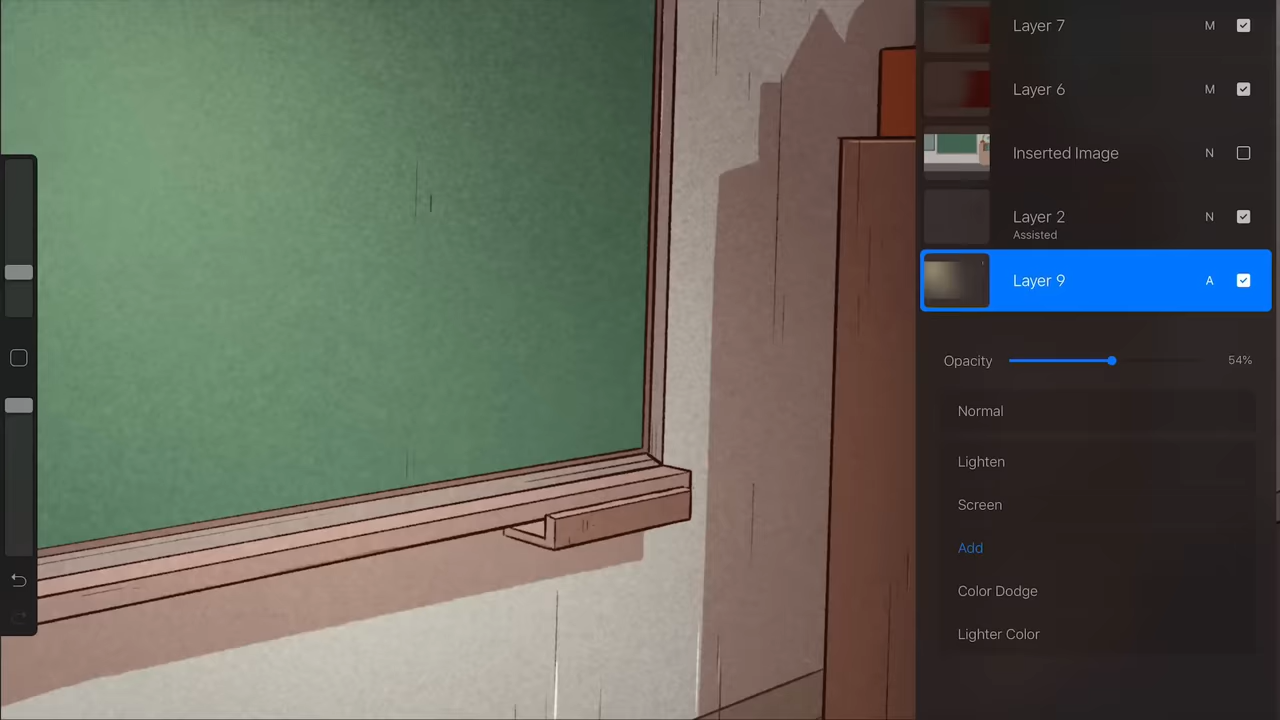 Layer 7 M
Layer 6 M
Inserted Image N
Layer 2 N
Assisted
Layer 9 A
Opacity 54%
Normal
Lighten
Screen
Add
Color Dodge
Lighter Color